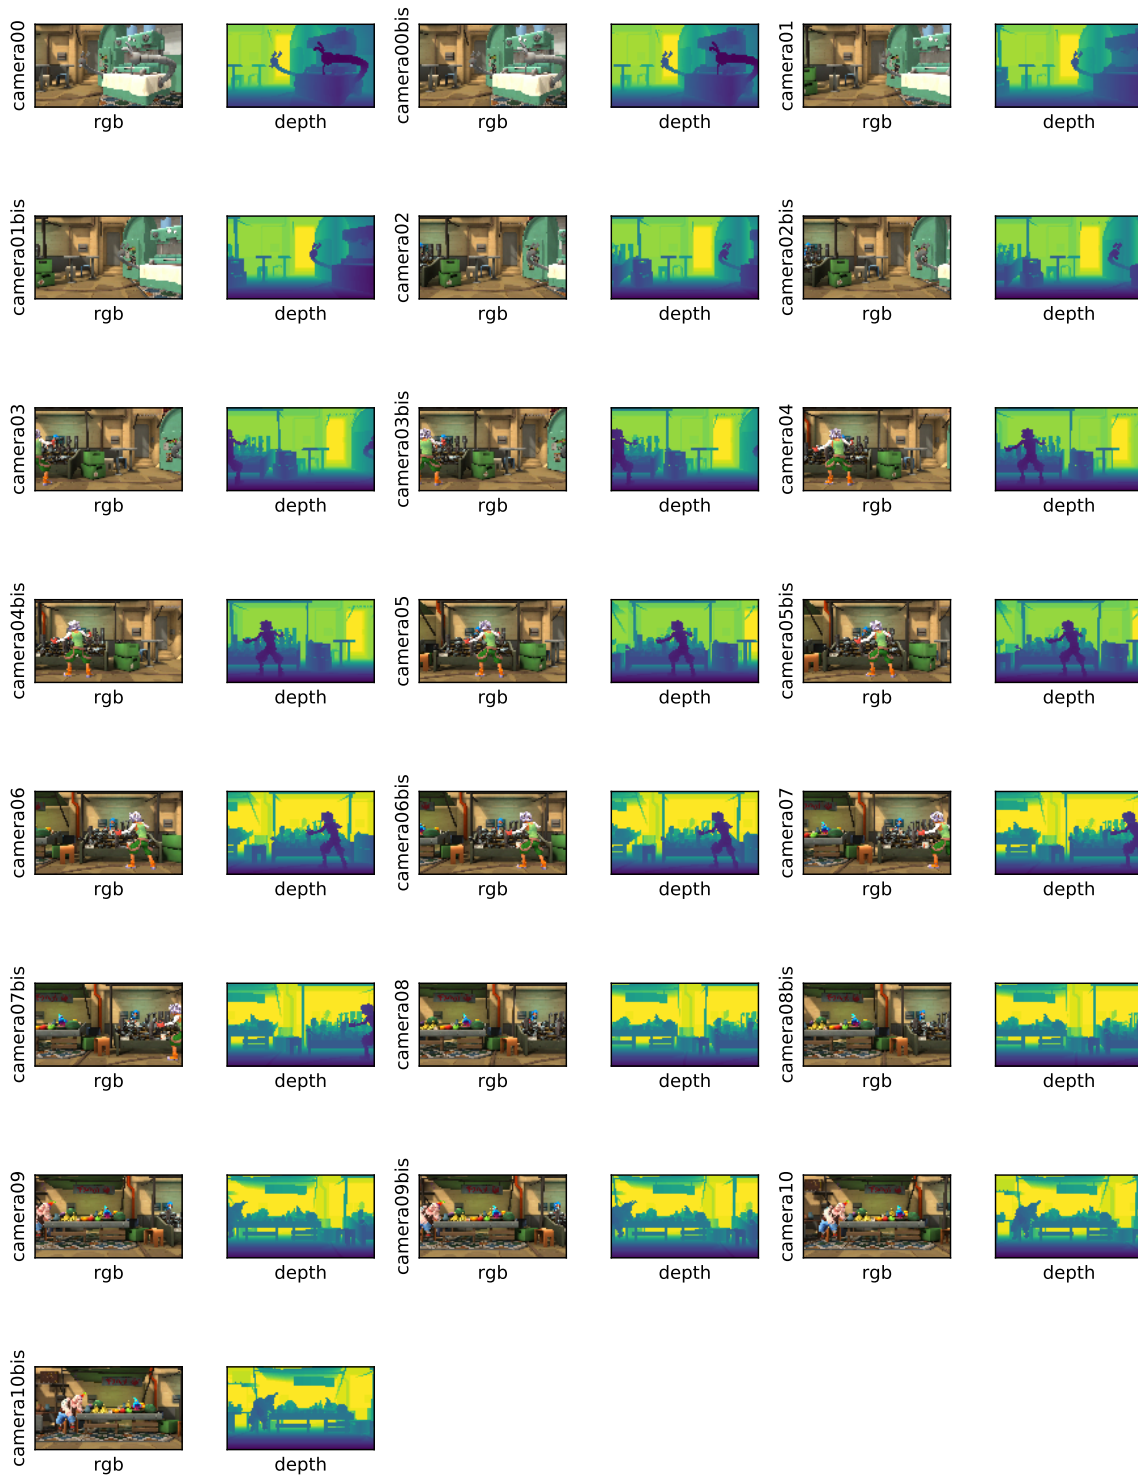 camera00 rgb depth camera00bis rgb depth camera01 rgb depth
camera01bis rgb depth camera02 rgb depth camera02bis rgb depth
camera03 rgb depth camera03bis rgb depth camera04 rgb depth
camera04bis rgb depth camera05 rgb depth camera05bis rgb depth
camera06 rgb depth camera06bis rgb depth camera07 rgb depth
camera07bis rgb depth camera08 rgb depth camera08bis rgb depth
camera09 rgb depth camera09bis rgb depth camera10 rgb depth
camera10bis rgb depth